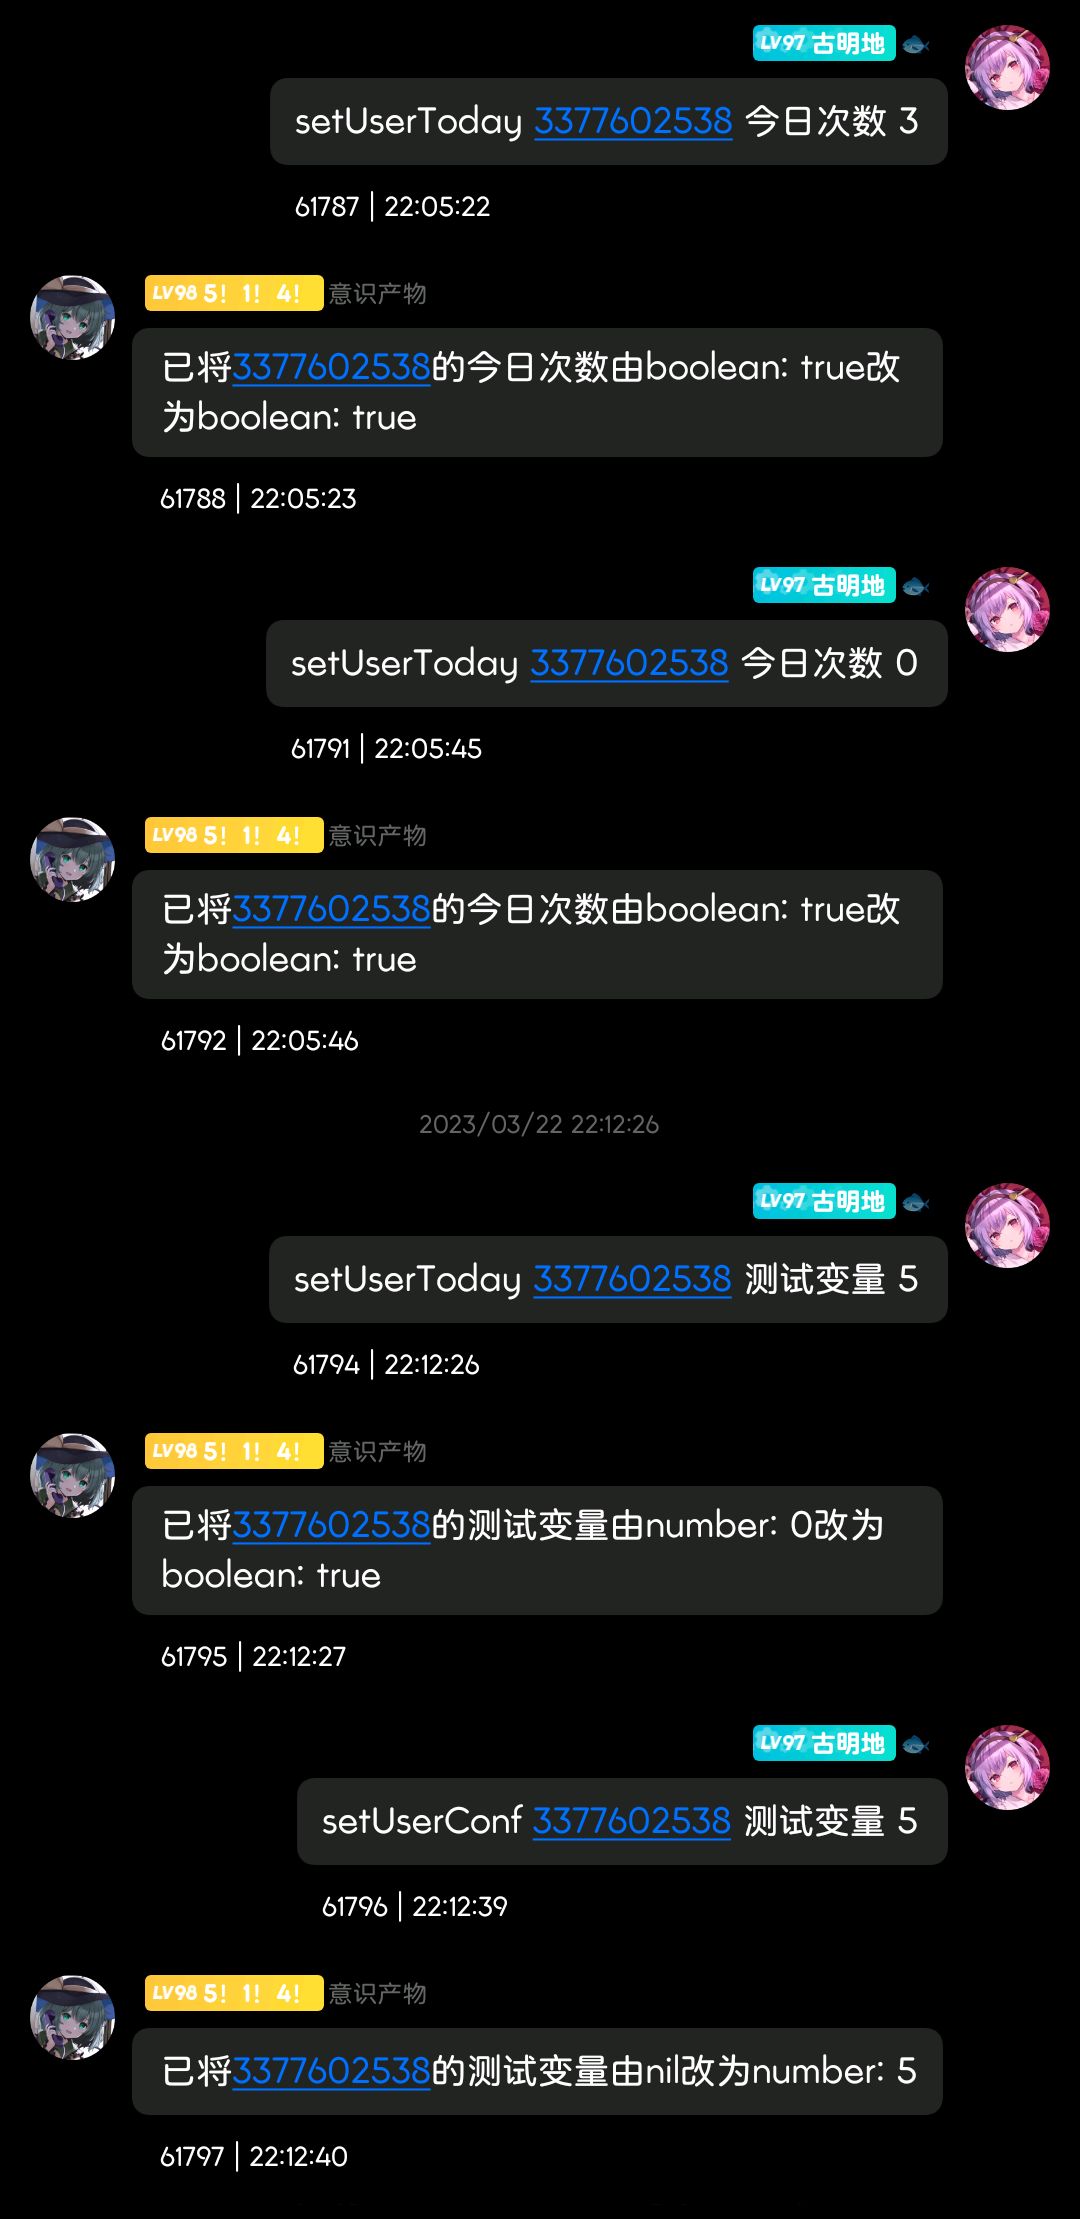 LV97 古明地
setUserToday 3377602538 今日次数 3
61787 | 22:05:22
LV98 5！1！4！ 意识产物
已将3377602538的今日次数由boolean: true改
为boolean: true
61788 | 22:05:23
LV97 古明地
setUserToday 3377602538 今日次数 0
61791 | 22:05:45
LV98 5！1！4！ 意识产物
已将3377602538的今日次数由boolean: true改
为boolean: true
61792 | 22:05:46
2023/03/22 22:12:26
LV97 古明地
setUserToday 3377602538 测试变量 5
61794 | 22:12:26
LV98 5！1！4！ 意识产物
已将3377602538的测试变量由number: 0改为
boolean: true
61795 | 22:12:27
LV97 古明地
setUserConf 3377602538 测试变量 5
61796 | 22:12:39
LV98 5！1！4！ 意识产物
已将3377602538的测试变量由nil改为number: 5
61797 | 22:12:40